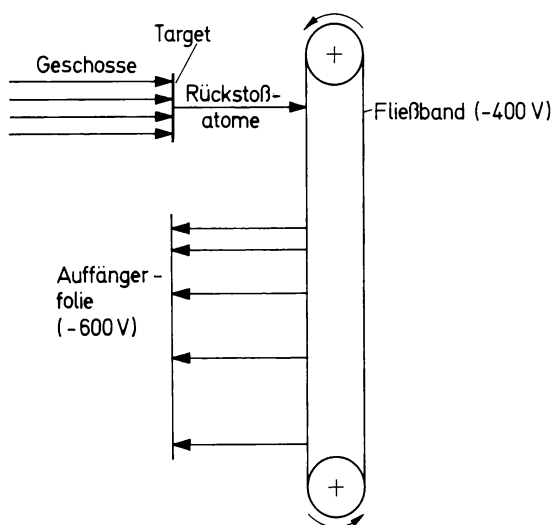 Target
Geschosse
Rückstoß-
atome
Fließband (-400 V)
Auffänger-
folie
(-600 V)